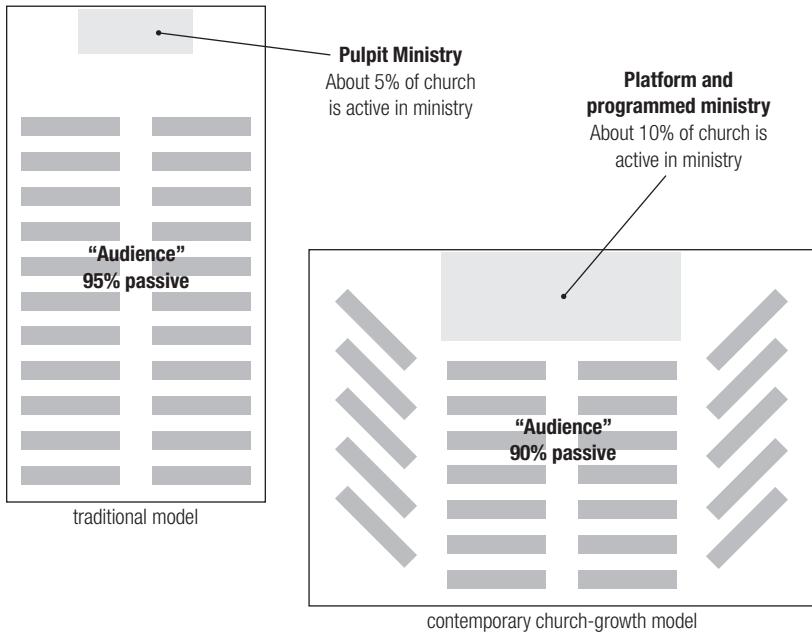 Pulpit Ministry
About 5% of church
is active in ministry
Platform and
programmed ministry
About 10% of church is
active in ministry
“Audience”
95% passive
traditional model
“Audience”
90% passive
contemporary church-growth model